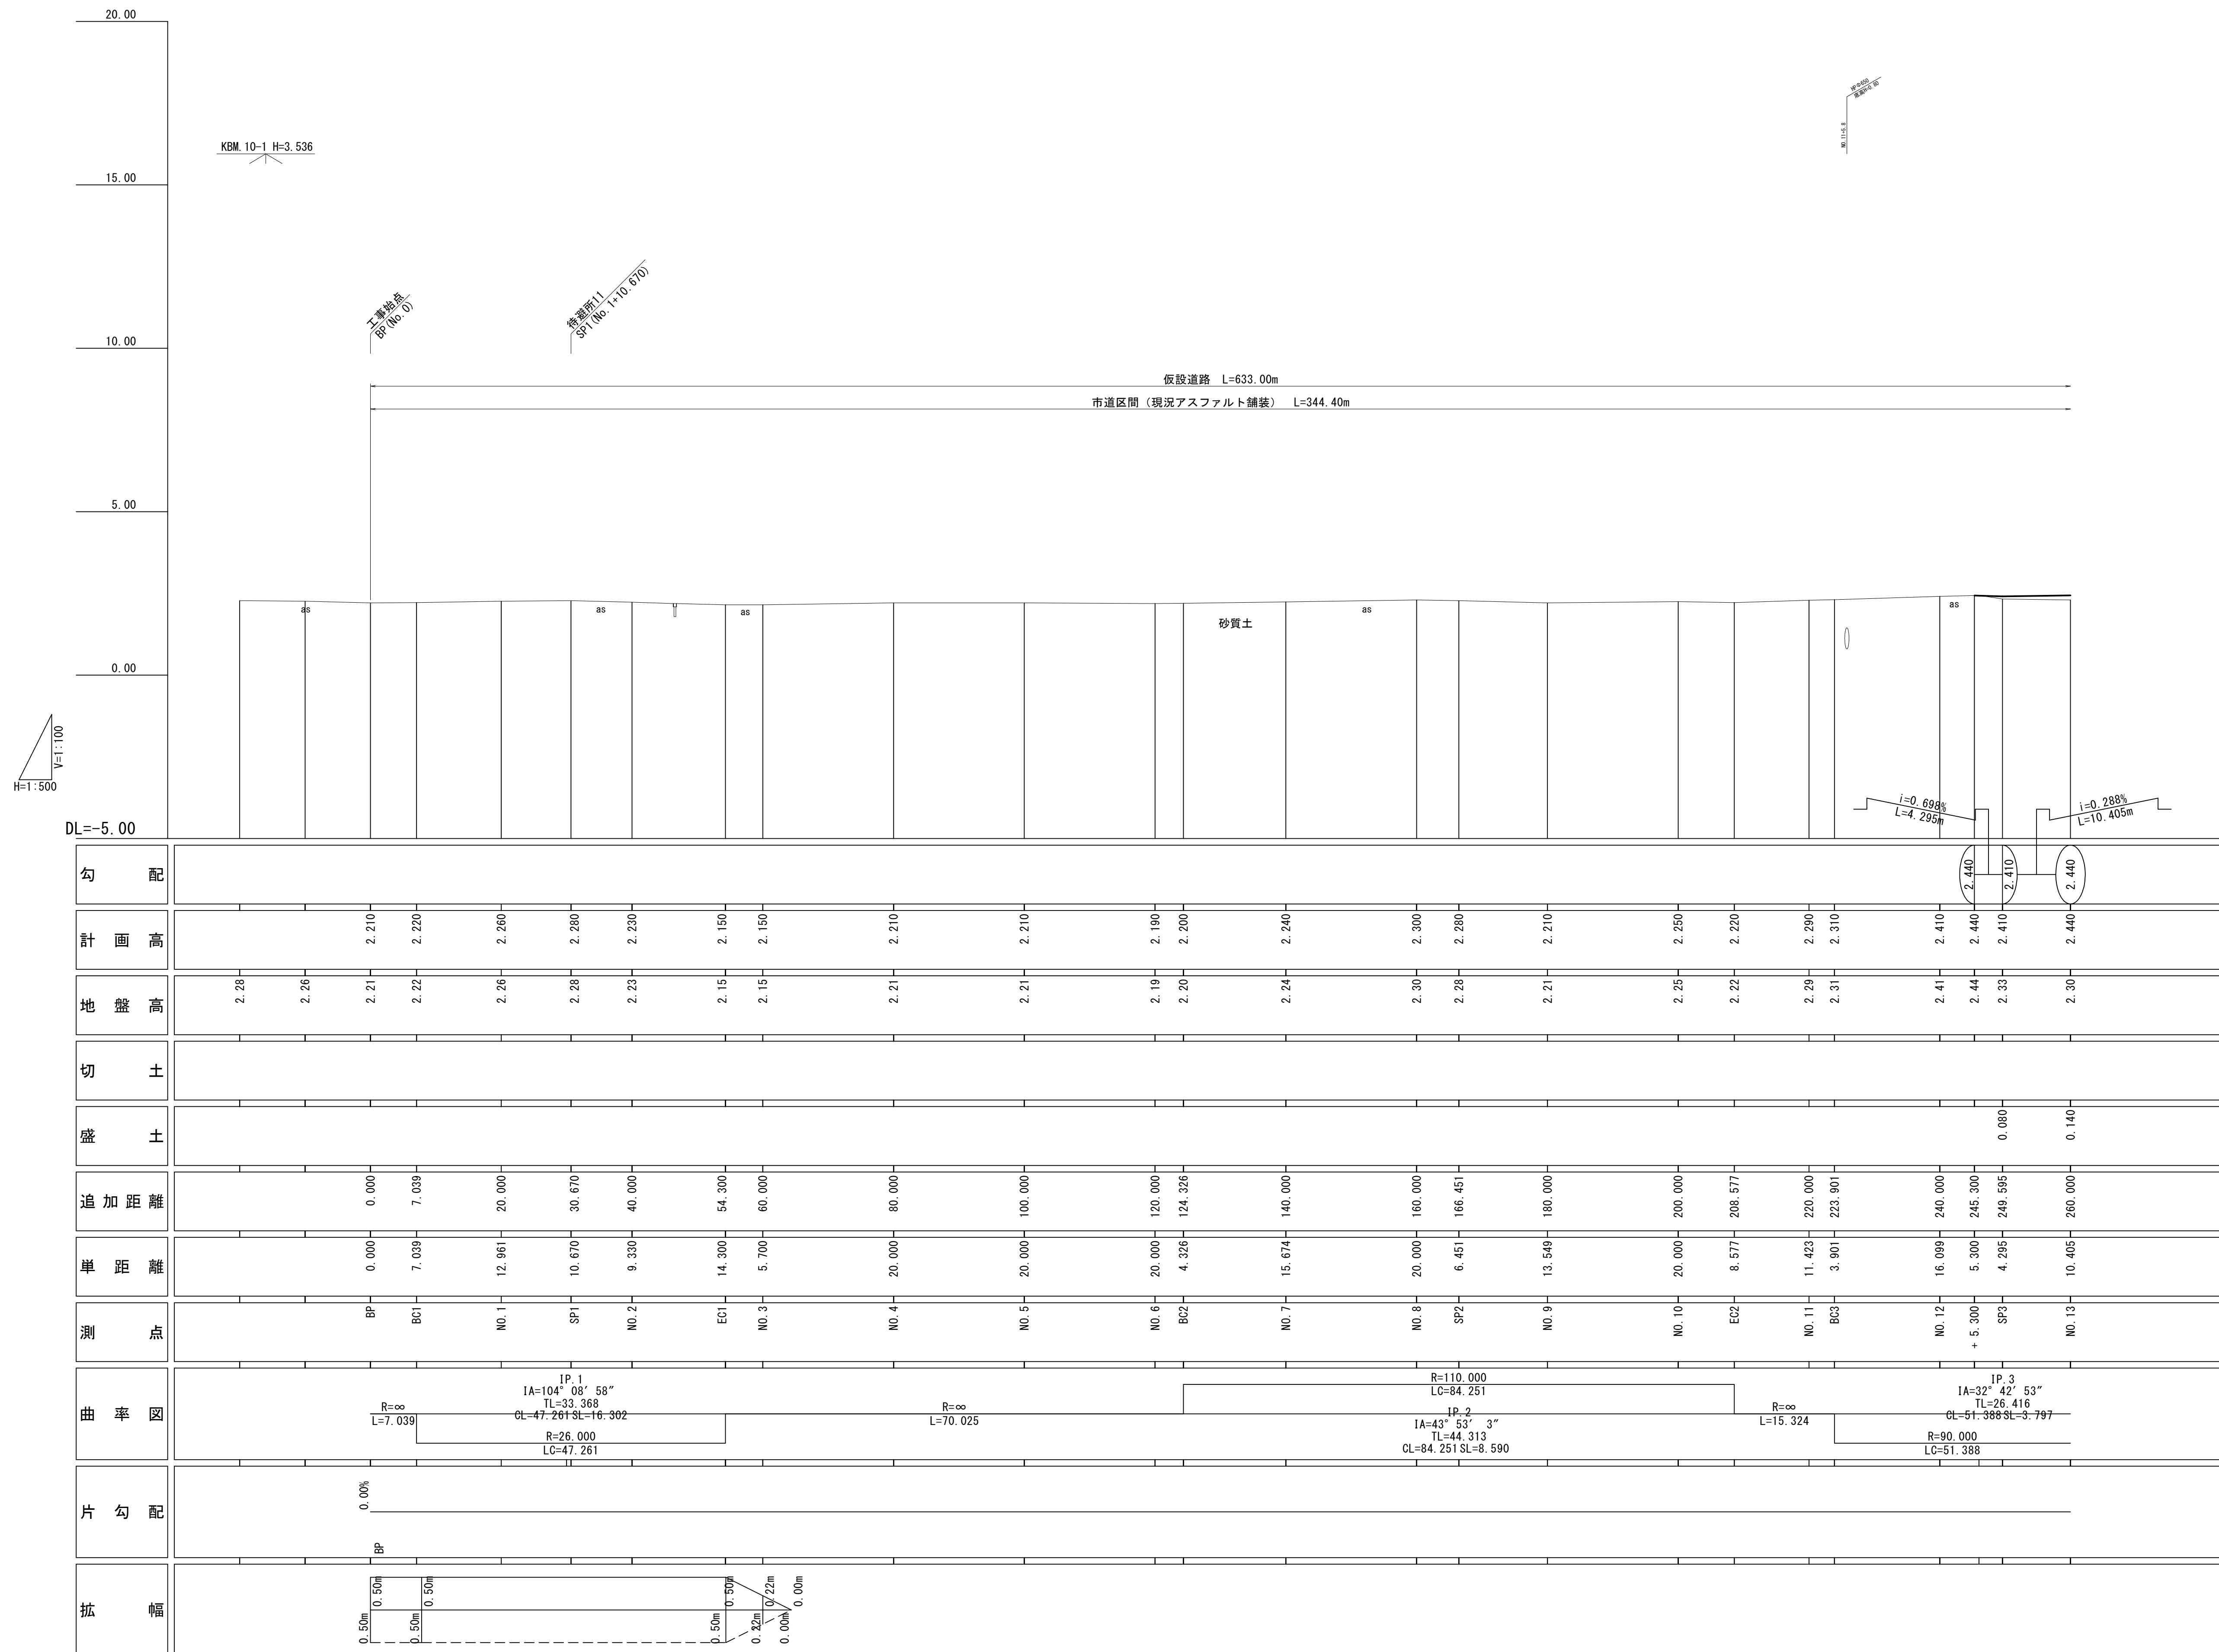 20.00
KBM.10-1 H=3.536
HP Φ650
NO.11+5.8
15.00
工事始点
BP(No.0)
待避所11
SP1(No.1+10.670)
10.00
仮設道路 L=633.00m
市道区間（現況アスファルト舗装） L=344.40m
5.00
as as as as as
砂質土
0.00
V=1:100
H=1:500
DL=-5.00
i=0.698%
L=4.295m
i=0.288%
L=10.405m
勾配 2.440 2.410 2.440
計画高 2.210 2.220 2.260 2.280 2.230 2.150 2.150 2.210 2.210 2.190 2.200 2.240 2.300 2.280 2.210 2.250 2.220 2.290 2.310 2.410 2.440 2.410 2.440
地盤高 2.28 2.26 2.21 2.22 2.26 2.28 2.23 2.15 2.15 2.21 2.21 2.19 2.20 2.24 2.30 2.28 2.21 2.25 2.22 2.29 2.31 2.41 2.44 2.33 2.30
切土
盛土 0.080 0.140
追加距離 0.000 7.039 20.000 30.670 40.000 54.300 60.000 80.000 100.000 120.000 124.326 140.000 160.000 166.451 180.000 200.000 208.577 220.000 223.901 240.000 245.300 249.595 260.000
単距離 0.000 7.039 12.961 10.670 9.330 14.300 5.700 20.000 20.000 20.000 4.326 15.674 20.000 6.451 13.549 20.000 8.577 11.423 3.901 16.099 5.300 4.295 10.405
測点 BP BC1 NO.1 SP1 NO.2 EC1 NO.3 NO.4 NO.5 NO.6 BC2 NO.7 NO.8 SP2 NO.9 NO.10 EC2 NO.11 BC3 NO.12 + 5.300 SP3 NO.13
曲率図
R=∞
L=7.039
IP.1
IA=104°08′58″
TL=33.368
CL=47.261 SL=16.302
R=26.000
LC=47.261
R=∞
L=70.025
R=110.000
LC=84.251
IP.2
IA=43°53′ 3″
TL=44.313
CL=84.251 SL=8.590
R=∞
L=15.324
IP.3
IA=32°42′53″
TL=26.416
CL=51.388 SL=3.797
R=90.000
LC=51.388
片勾配 0.00%
BP
拡幅
0.50m 0.50m 0.50m 0.22m 0.00m
0.50m 0.50m 0.50m 0.22m 0.00m